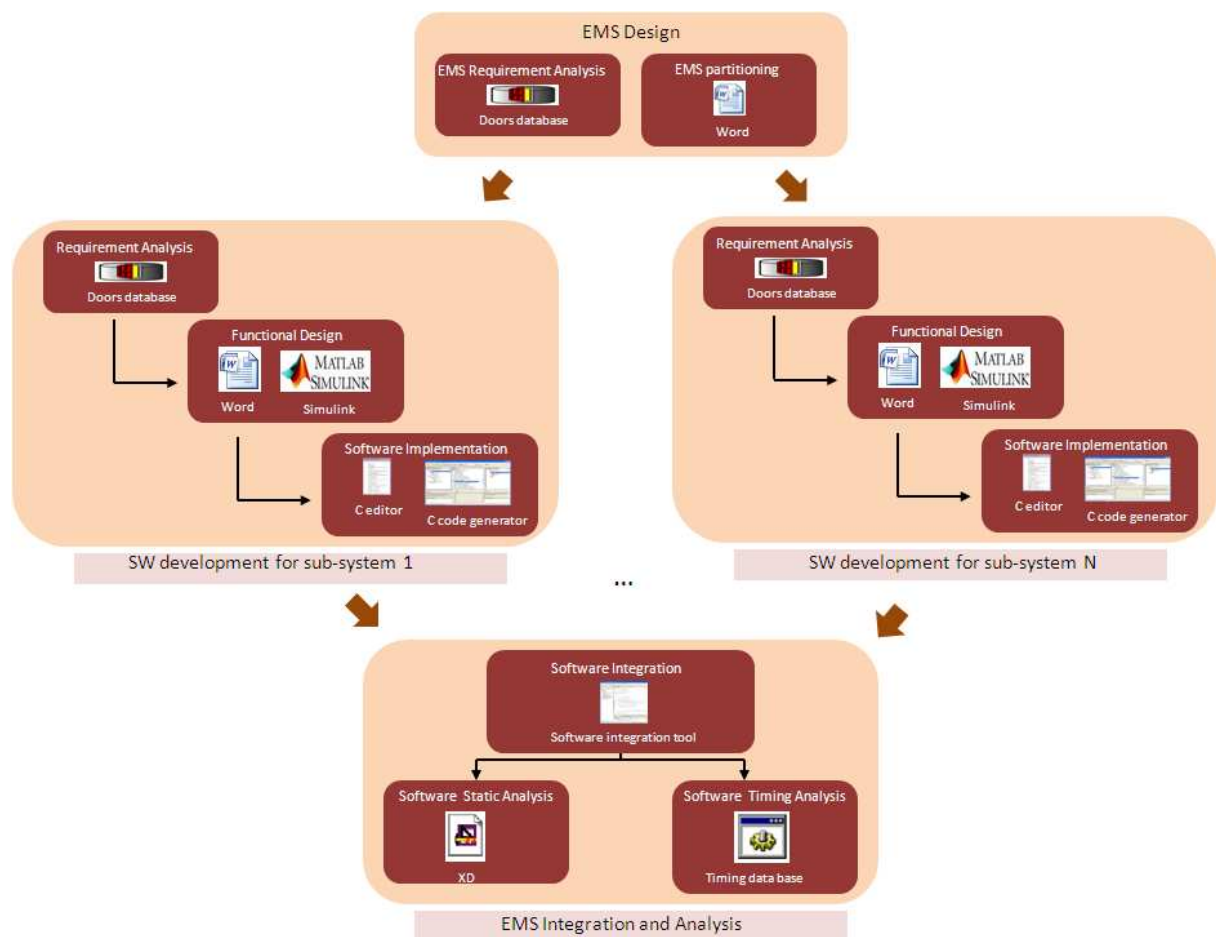 EMS Design
EMS Requirement Analysis
Doors database
EMS partitioning
Word
Requirement Analysis
Doors database
Functional Design
MATLAB
SIMULINK
Word
Simulink
Software Implementation
C editor
C code generator
SW development for sub-system 1
...
Requirement Analysis
Doors database
Functional Design
MATLAB
SIMULINK
Word
Simulink
Software Implementation
C editor
C code generator
SW development for sub-system N
Software Integration
Software integration tool
Software Static Analysis
XD
Software Timing Analysis
Timing data base
EMS Integration and Analysis